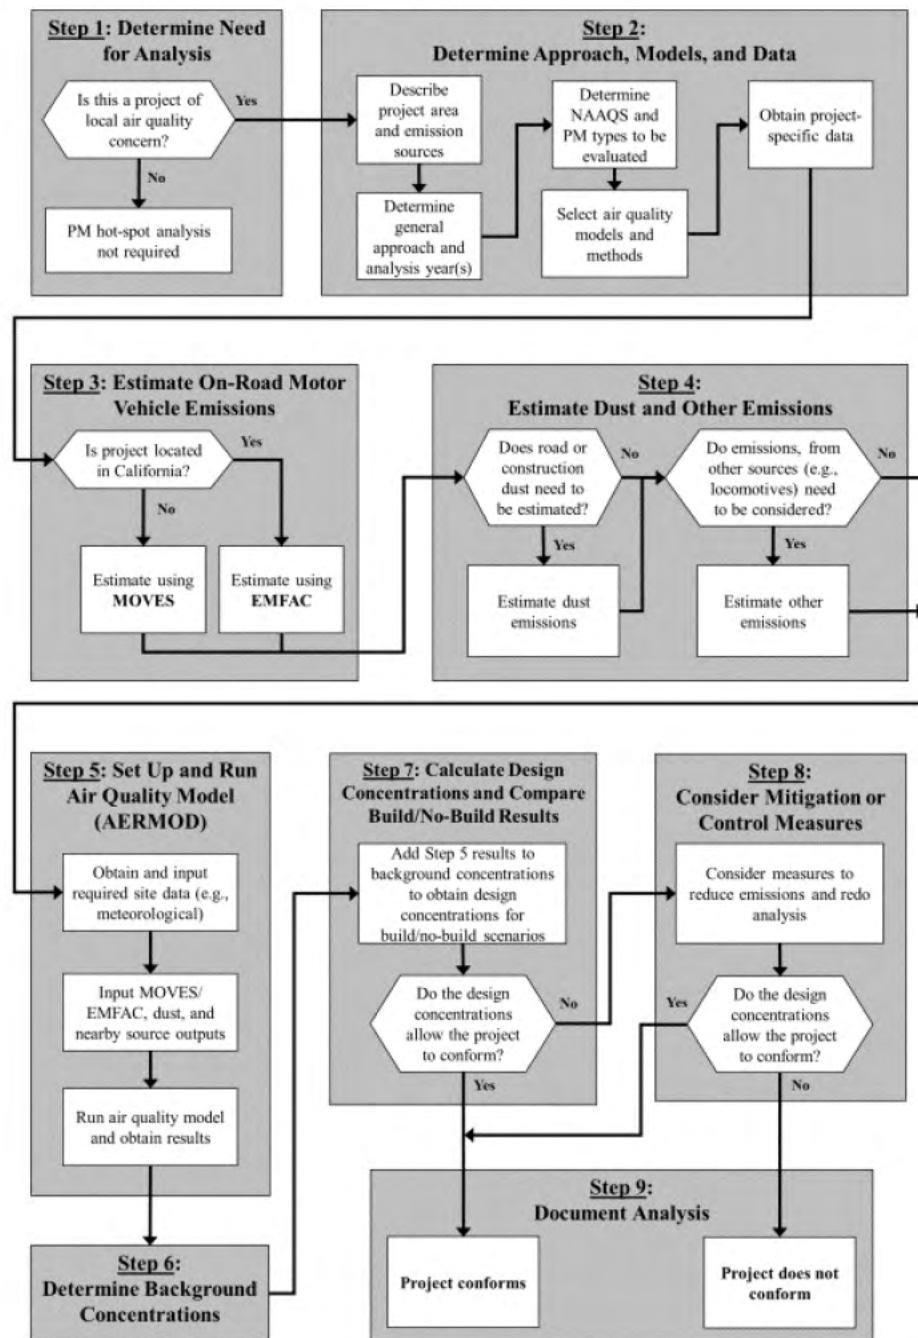 Step 1: Determine Need
for Analysis
Is this a project of
local air quality
concern?
Yes
No
PM hot-spot analysis
not required
Step 2:
Determine Approach, Models, and Data
Describe
project area
and emission
sources
Determine
general
approach and
analysis year(s)
Determine
NAAQS and
PM types to be
evaluated
Select air quality
models and
methods
Obtain project-
specific data
Step 3: Estimate On-Road Motor
Vehicle Emissions
Is project located
in California?
Yes
No
Estimate using
MOVES
Estimate using
EMFAC
Step 4:
Estimate Dust and Other Emissions
Does road or
construction
dust need to
be estimated?
No
Yes
Estimate dust
emissions
Do emissions, from
other sources (e.g.,
locomotives) need
to be considered?
No
Yes
Estimate other
emissions
Step 5: Set Up and Run
Air Quality Model
(AERMOD)
Obtain and input
required site data (e.g.,
meteorological)
Input MOVES/
EMFAC, dust, and
nearby source outputs
Run air quality model
and obtain results
Step 6:
Determine Background
Concentrations
Step 7: Calculate Design
Concentrations and Compare
Build/No-Build Results
Add Step 5 results to
background concentrations
to obtain design
concentrations for
build/no-build scenarios
Do the design
concentrations
allow the project
to conform?
No
Yes
Step 8:
Consider Mitigation or
Control Measures
Consider measures to
reduce emissions and redo
analysis
Yes
Do the design
concentrations
allow the project
to conform?
No
Step 9:
Document Analysis
Project conforms
Project does not
conform